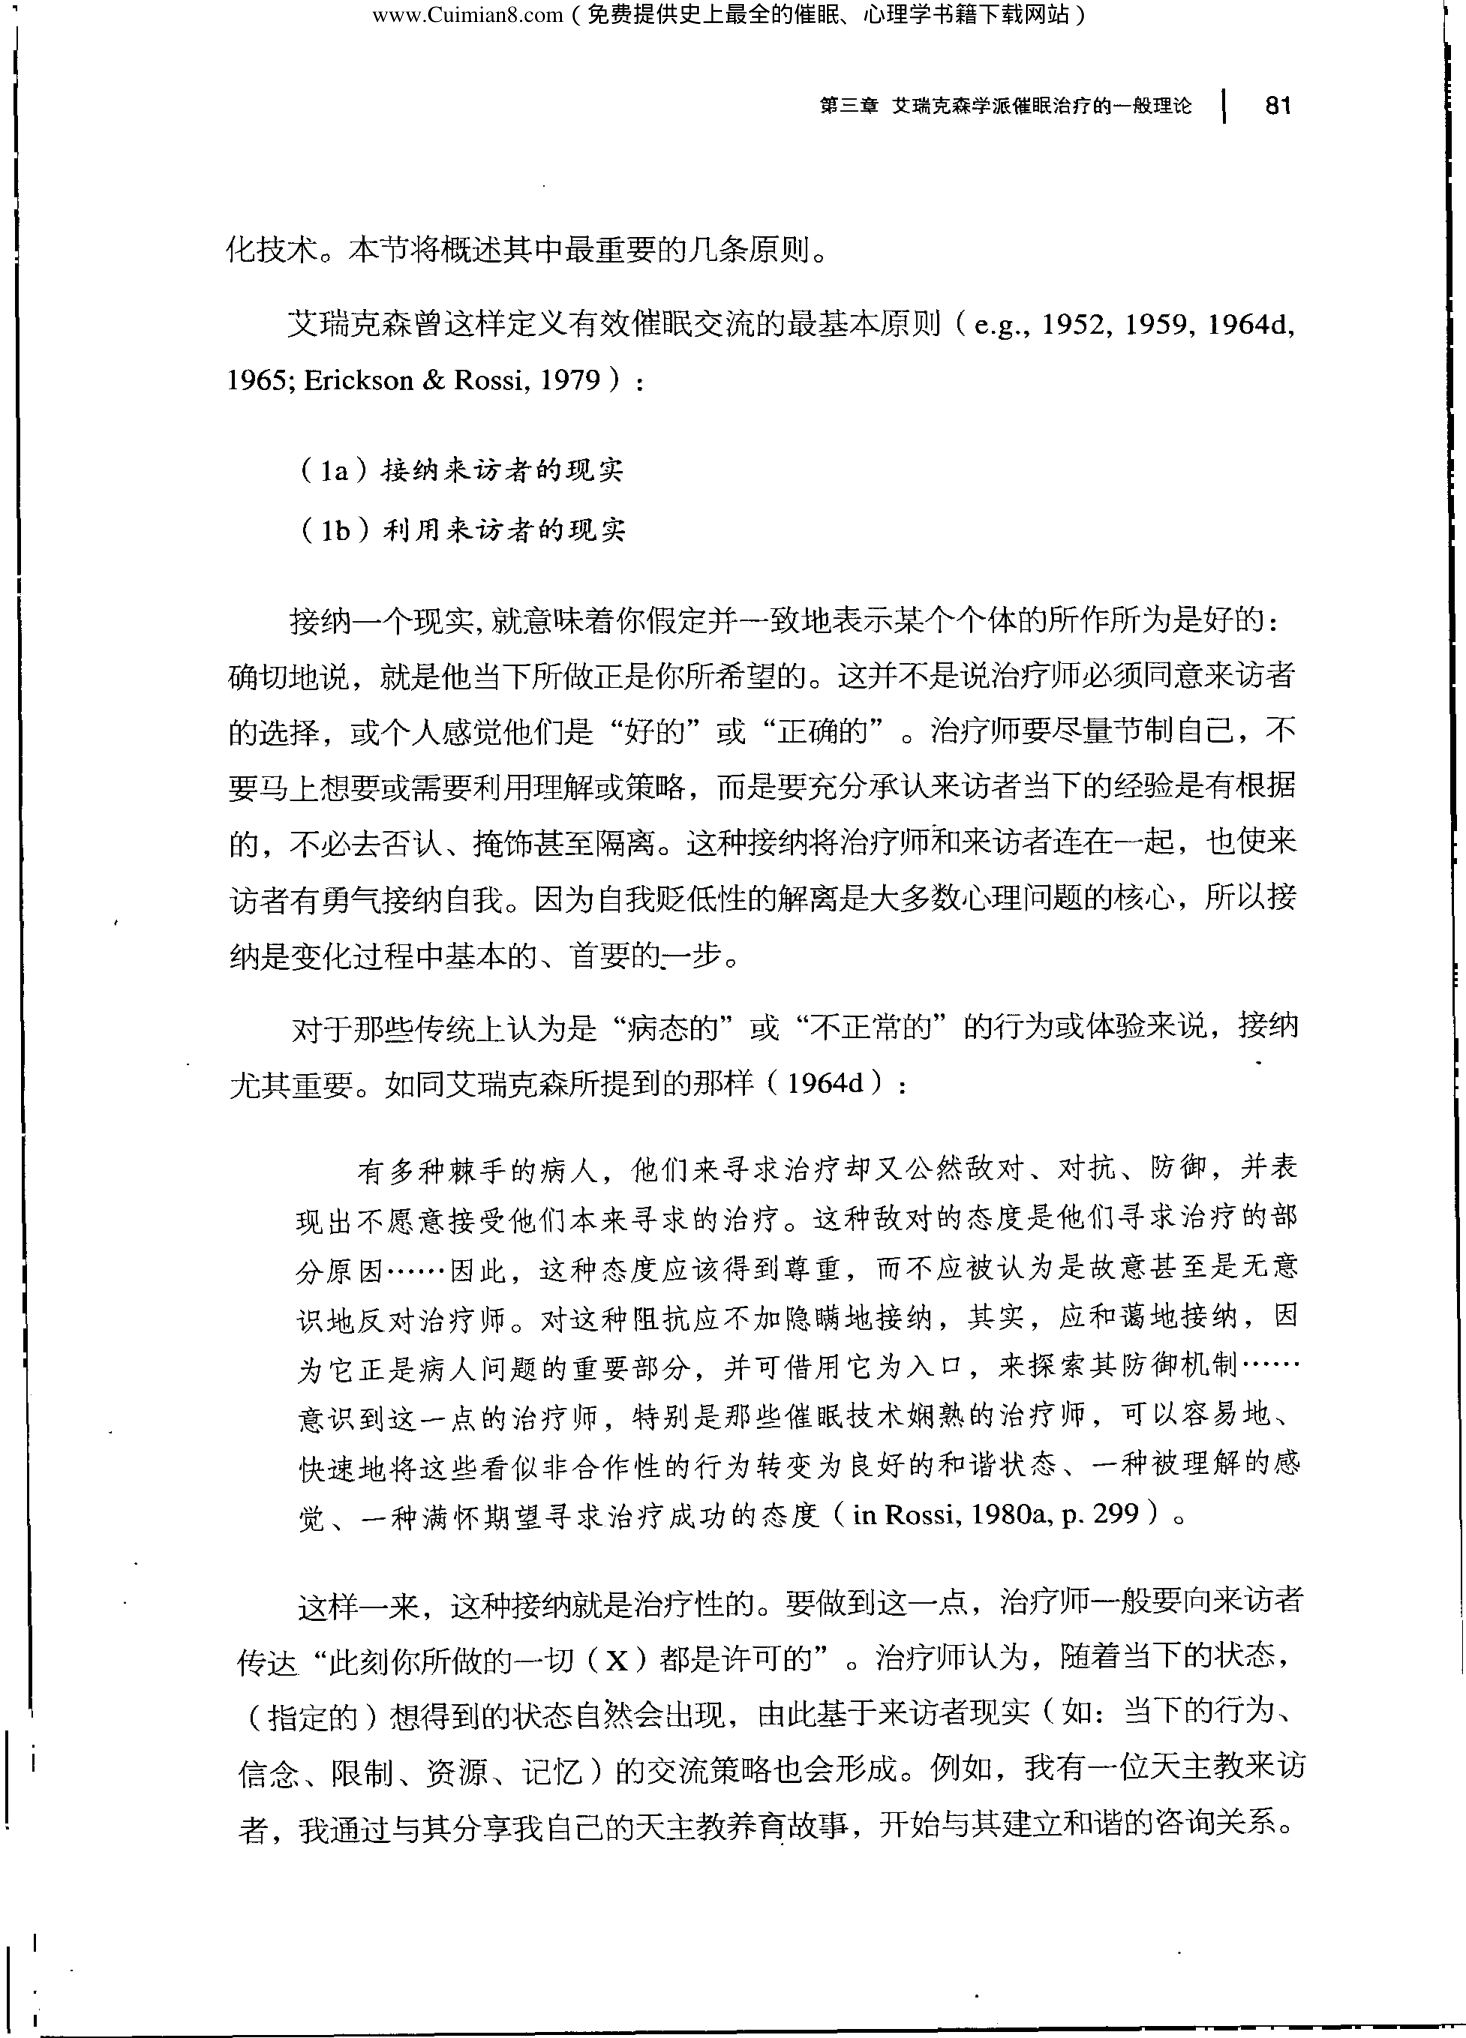 www.Cuimian8.com（免费提供史上最全的催眠、心理学书籍下载网站）
第三章 艾瑞克森学派催眠治疗的一般理论 81
化技术。本节将概述其中最重要的几条原则。
艾瑞克森曾这样定义有效催眠交流的最基本原则（e.g., 1952, 1959, 1964d,
1965; Erickson & Rossi, 1979）：
（1a）接纳来访者的现实
（1b）利用来访者的现实
接纳一个现实, 就意味着你假定并一致地表示某个个体的所作所为是好的：
确切地说，就是他当下所做正是你所希望的。这并不是说治疗师必须同意来访者
的选择，或个人感觉他们是“好的”或“正确的”。治疗师要尽量节制自己，不
要马上想要或需要利用理解或策略，而是要充分承认来访者当下的经验是有根据
的，不必去否认、掩饰甚至隔离。这种接纳将治疗师和来访者连在一起，也使来
访者有勇气接纳自我。因为自我贬低性的解离是大多数心理问题的核心，所以接
纳是变化过程中基本的、首要的一步。
对于那些传统上认为是“病态的”或“不正常的”的行为或体验来说，接纳
尤其重要。如同艾瑞克森所提到的那样（1964d）：
有多种棘手的病人，他们来寻求治疗却又公然敌对、对抗、防御，并表
现出不愿意接受他们本来寻求的治疗。这种敌对的态度是他们寻求治疗的部
分原因……因此，这种态度应该得到尊重，而不应被认为是故意甚至是无意
识地反对治疗师。对这种阻抗应不加隐瞒地接纳，其实，应和蔼地接纳，因
为它正是病人问题的重要部分，并可借用它为入口，来探索其防御机制……
意识到这一点的治疗师，特别是那些催眠技术娴熟的治疗师，可以容易地、
快速地将这些看似非合作性的行为转变为良好的和谐状态、一种被理解的感
觉、一种满怀期望寻求治疗成功的态度（in Rossi, 1980a, p. 299）。
这样一来，这种接纳就是治疗性的。要做到这一点，治疗师一般要向来访者
传达“此刻你所做的一切（X）都是许可的”。治疗师认为，随着当下的状态，
（指定的）想得到的状态自然会出现，由此基于来访者现实（如：当下的行为、
信念、限制、资源、记忆）的交流策略也会形成。例如，我有一位天主教来访
者，我通过与其分享我自己的天主教养育故事，开始与其建立和谐的咨询关系。